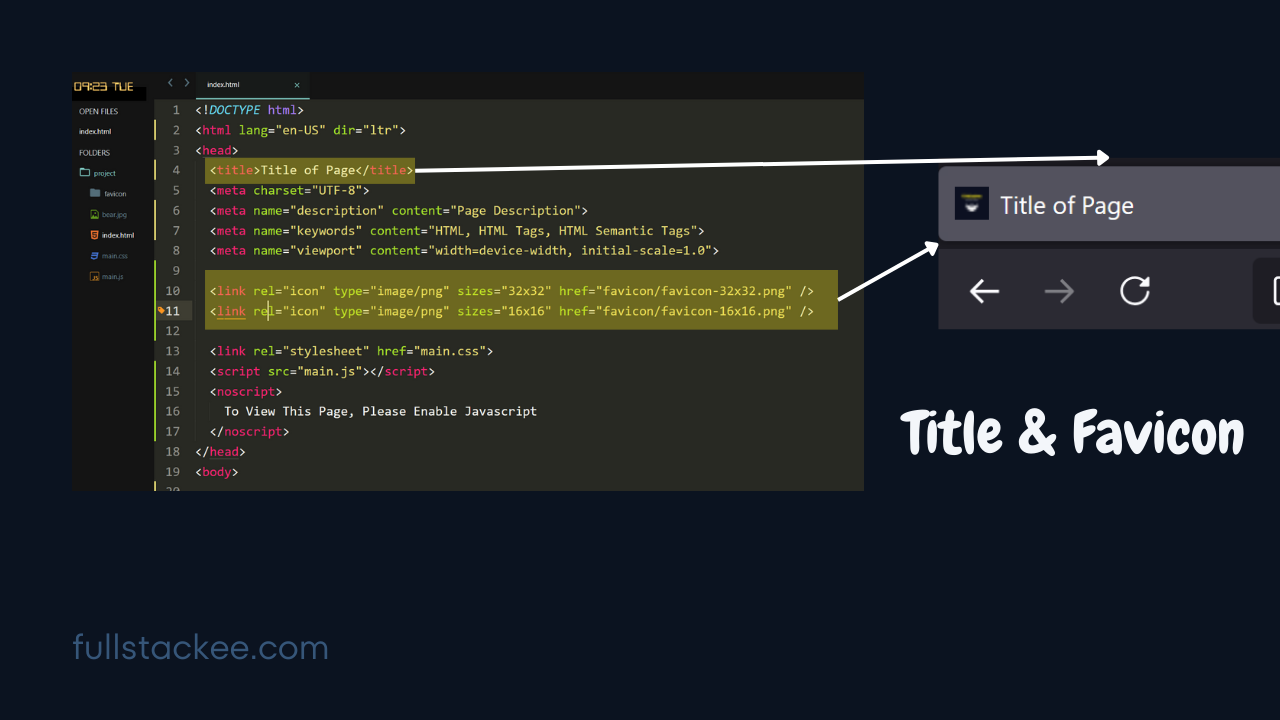 09:23 TUE
OPEN FILES
index.html
FOLDERS
project
favicon
bear.jpg
index.html
main.css
main.js
index.html ×
1 <!DOCTYPE html>
2 <html lang="en-US" dir="ltr">
3 <head>
4 <title>Title of Page</title>
5 <meta charset="UTF-8">
6 <meta name="description" content="Page Description">
7 <meta name="keywords" content="HTML, HTML Tags, HTML Semantic Tags">
8 <meta name="viewport" content="width=device-width, initial-scale=1.0">
9
10 <link rel="icon" type="image/png" sizes="32x32" href="favicon/favicon-32x32.png" />
11 <link rel="icon" type="image/png" sizes="16x16" href="favicon/favicon-16x16.png" />
12
13 <link rel="stylesheet" href="main.css">
14 <script src="main.js"></script>
15 <noscript>
16 To View This Page, Please Enable Javascript
17 </noscript>
18 </head>
19 <body>
20
Title of Page
Title & Favicon
fullstackee.com